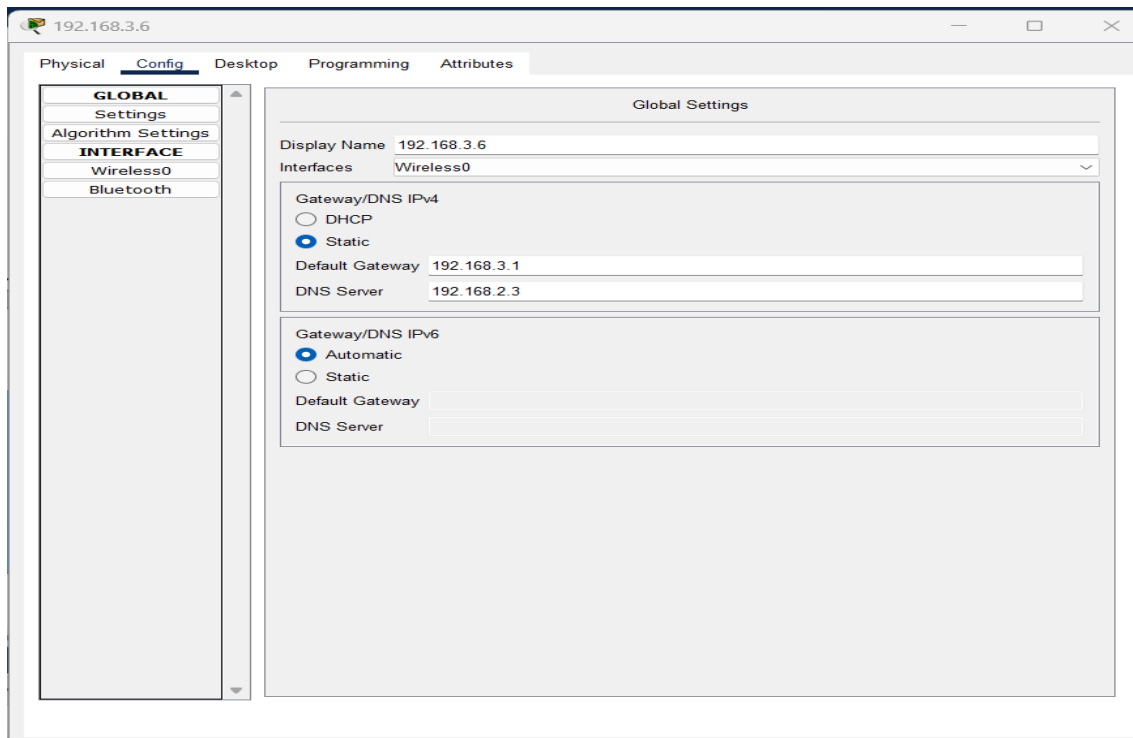 192.168.3.6
Physical Config Desktop Programming Attributes
GLOBAL
Settings
Algorithm Settings
INTERFACE
Wireless0
Bluetooth
Global Settings
Display Name 192.168.3.6
Interfaces Wireless0
Gateway/DNS IPv4
DHCP
Static
Default Gateway 192.168.3.1
DNS Server 192.168.2.3
Gateway/DNS IPv6
Automatic
Static
Default Gateway
DNS Server